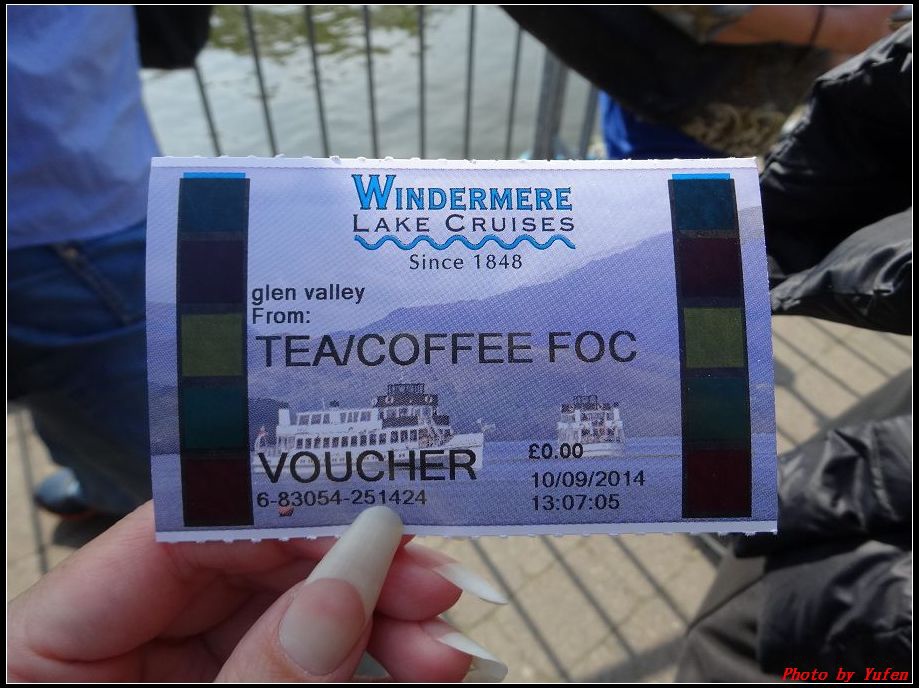 WINDERMERE
LAKE CRUISES
Since 1848
glen valley
From:
TEA/COFFEE FOC
VOUCHER
6-83054-251424
£0.00
10/09/2014
13:07:05
Photo by Yufen